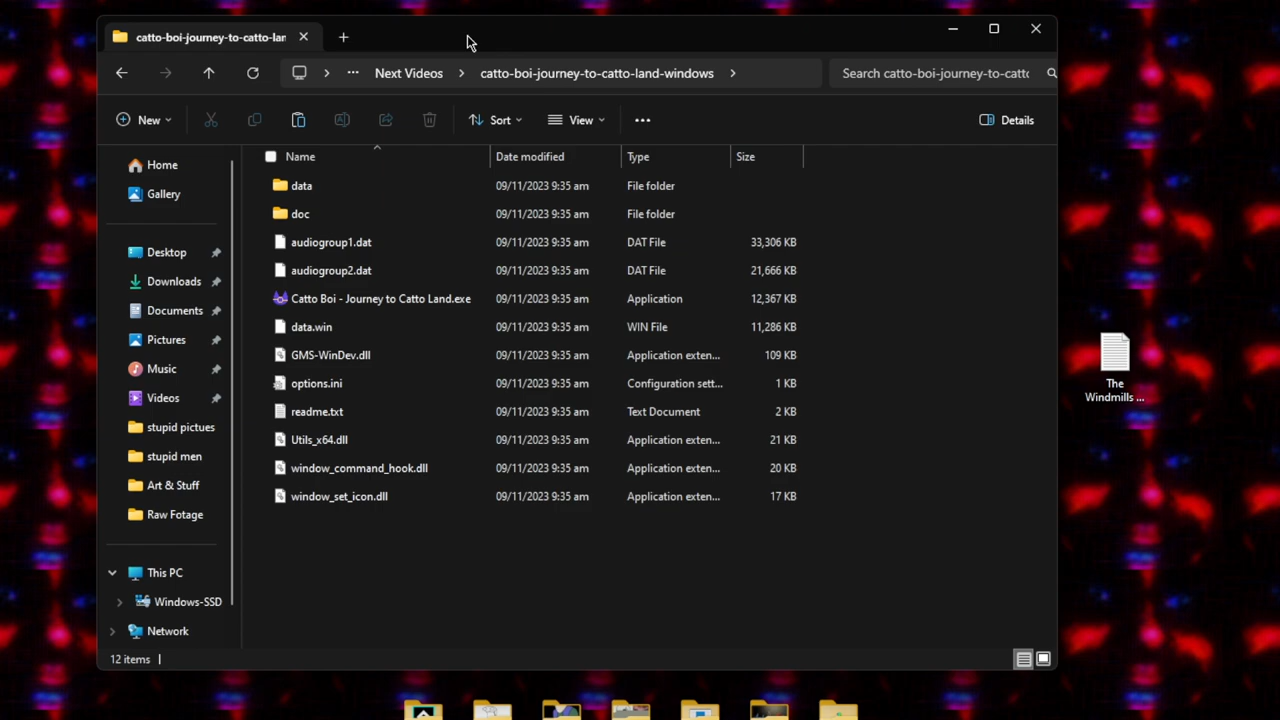 catto-boi-journey-to-catto-lan
Next Videos
catto-boi-journey-to-catto-land-windows
Search catto-boi-journey-to-catto
New
Sort
View
Details
Home
Gallery
Desktop
Downloads
Documents
Pictures
Music
Videos
stupid pictues
stupid men
Art & Stuff
Raw Fotage
This PC
Windows-SSD
Network
Name Date modified Type Size
data 09/11/2023 9:35 am File folder
doc 09/11/2023 9:35 am File folder
audiogroup1.dat 09/11/2023 9:35 am DAT File 33,306 KB
audiogroup2.dat 09/11/2023 9:35 am DAT File 21,666 KB
Catto Boi - Journey to Catto Land.exe 09/11/2023 9:35 am Application 12,367 KB
data.win 09/11/2023 9:35 am WIN File 11,286 KB
GMS-WinDev.dll 09/11/2023 9:35 am Application exten... 109 KB
options.ini 09/11/2023 9:35 am Configuration sett... 1 KB
readme.txt 09/11/2023 9:35 am Text Document 2 KB
Utils_x64.dll 09/11/2023 9:35 am Application exten... 21 KB
window_command_hook.dll 09/11/2023 9:35 am Application exten... 20 KB
window_set_icon.dll 09/11/2023 9:35 am Application exten... 17 KB
12 items
The
Windmills ...